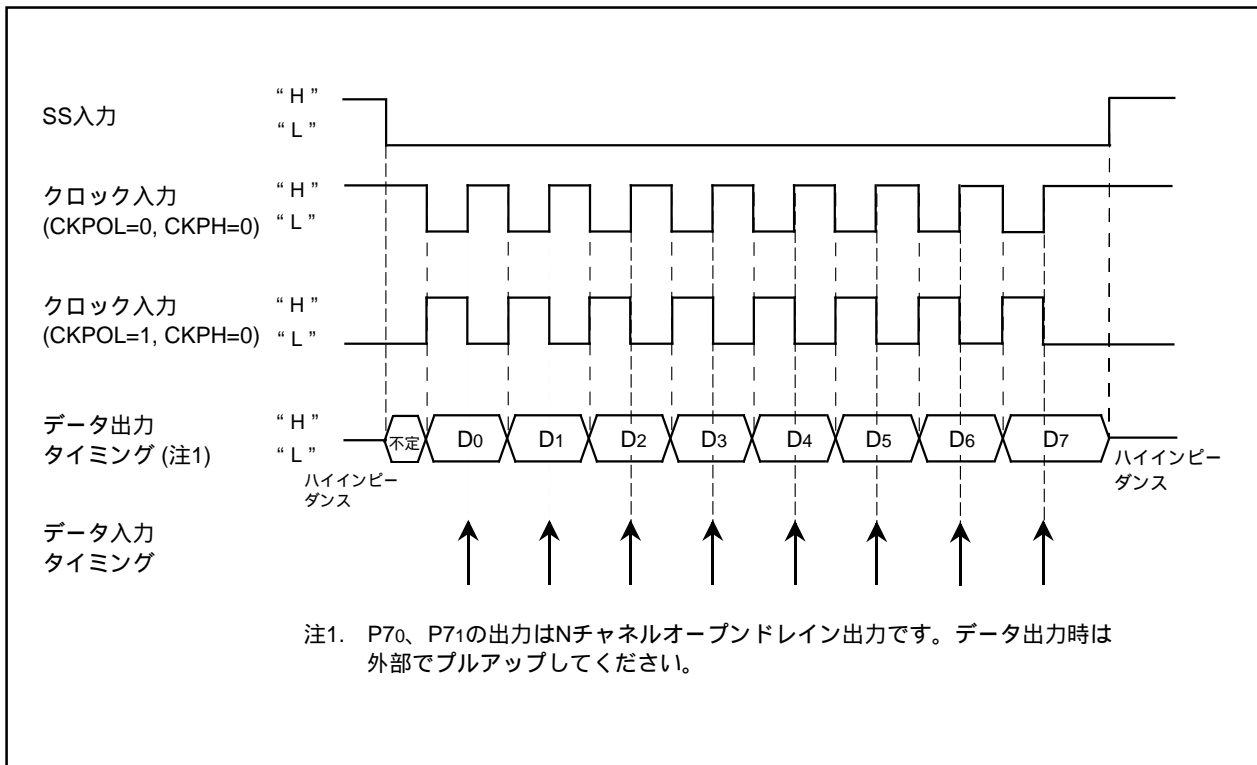 SS入力
“ H ”
“ L ”
クロック入力
(CKPOL=0, CKPH=0)
“ H ”
“ L ”
クロック入力
(CKPOL=1, CKPH=0)
“ H ”
“ L ”
データ出力
タイミング (注1)
“ H ”
“ L ”
ハイインピー
ダンス
不定
D0
D1
D2
D3
D4
D5
D6
D7
ハイインピー
ダンス
データ入力
タイミング
注1. P70、P71の出力はNチャネルオープンドレイン出力です。データ出力時は
外部でプルアップしてください。